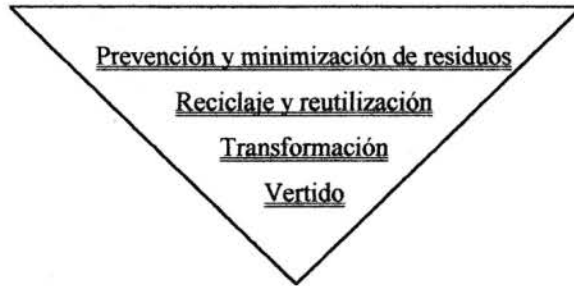 Prevención y minimización de residuos
Reciclaje y reutilización
Transformación
Vertido